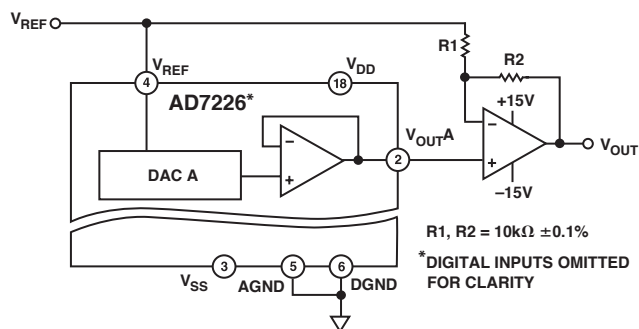 VREF
R1
R2
VREF
VDD
4
18
AD7226*
+15V
VOUTA
VOUT
–
+
–
+
2
DAC A
–15V
R1, R2 = 10kΩ ±0.1%
*DIGITAL INPUTS OMITTED
FOR CLARITY
VSS
3
AGND
5
6
DGND